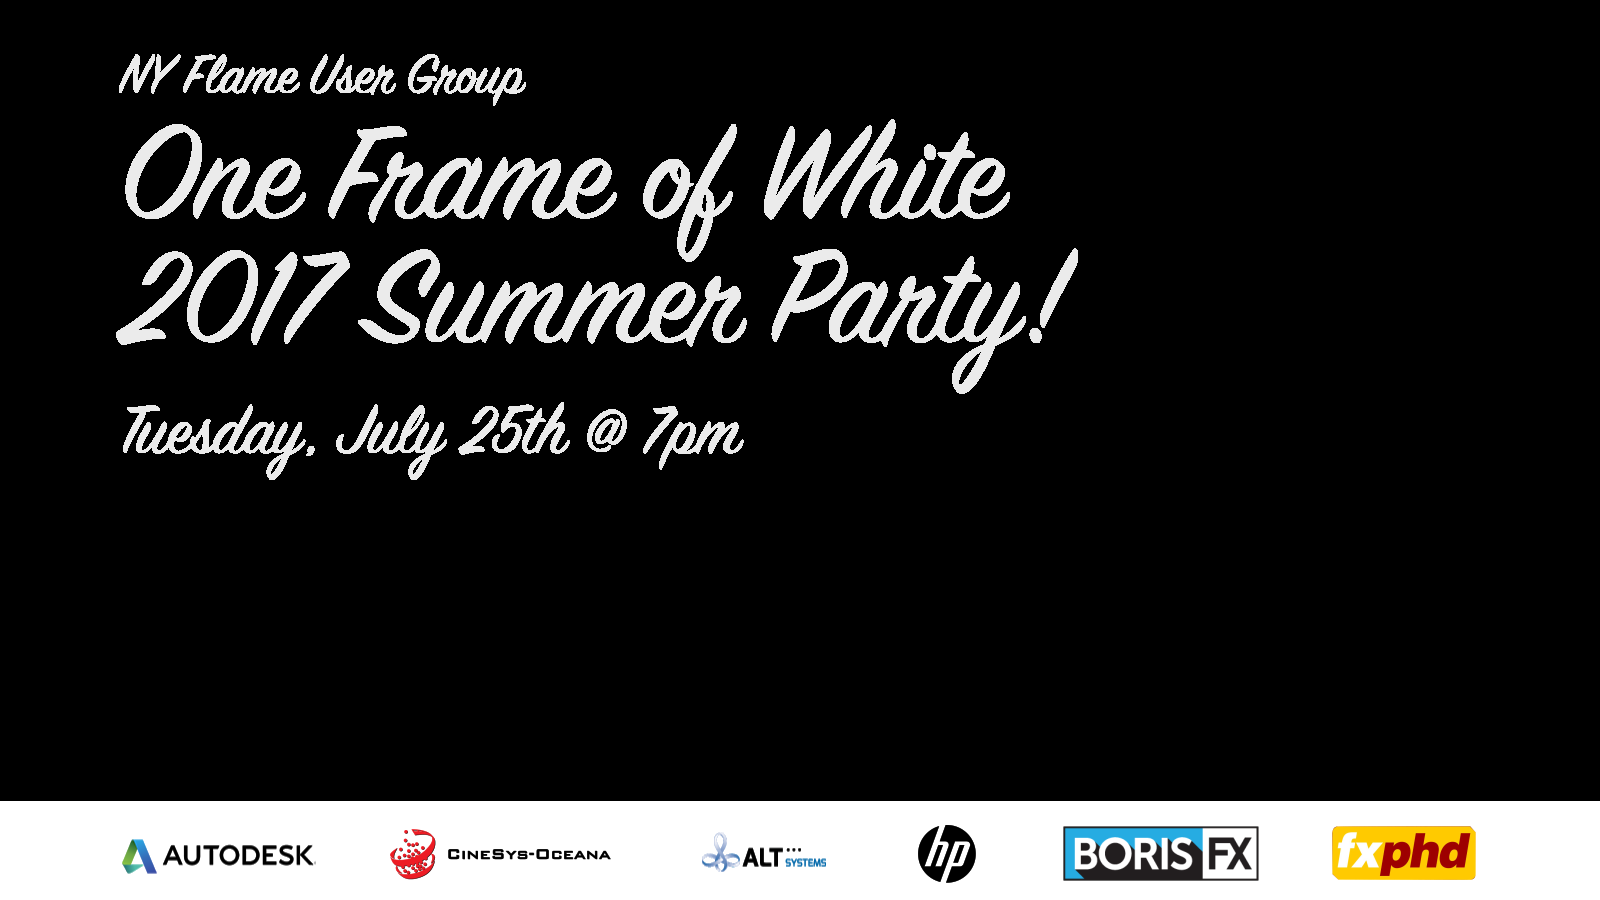 NY Flame User Group
One Frame of White
2017 Summer Party!
Tuesday, July 25th @ 7pm
AUTODESK.
CINESYS-OCEANA
ALT SYSTEMS
hp
BORIS FX
fxphd